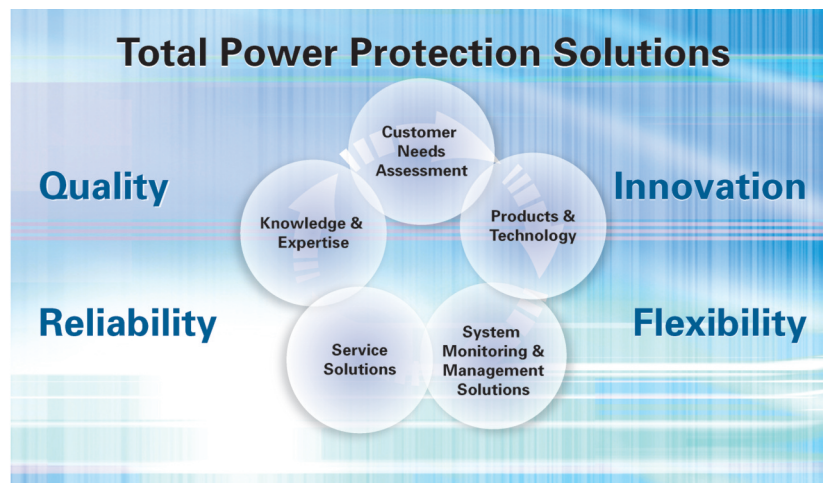 Total Power Protection Solutions
Customer
Needs
Assessment
Quality
Innovation
Knowledge &
Expertise
Products &
Technology
Reliability
Flexibility
Service
Solutions
System
Monitoring &
Management
Solutions